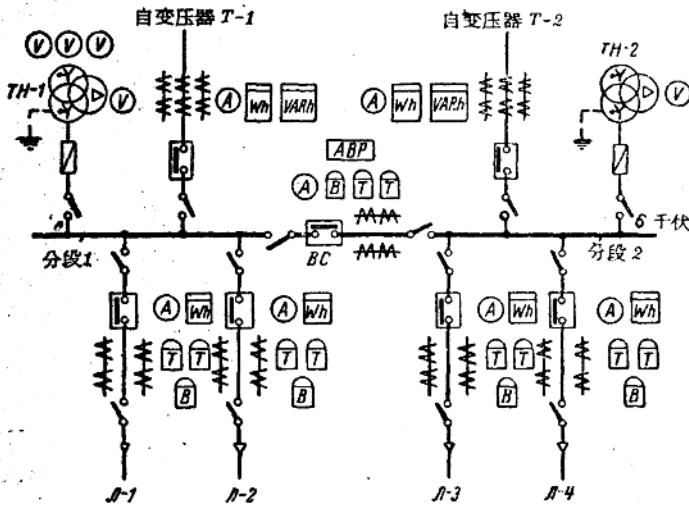 自变压器 T-1
自变压器 T-2
V V V
TH-1
V
A Wh VARh
A Wh VARh
TH-2
V
ABP
A B T T
6 千伏
分段 1
BC
分段 2
A Wh
A Wh
A Wh
A Wh
T T
T T
T T
T T
B
B
B
B
Л-1
Л-2
Л-3
Л-4